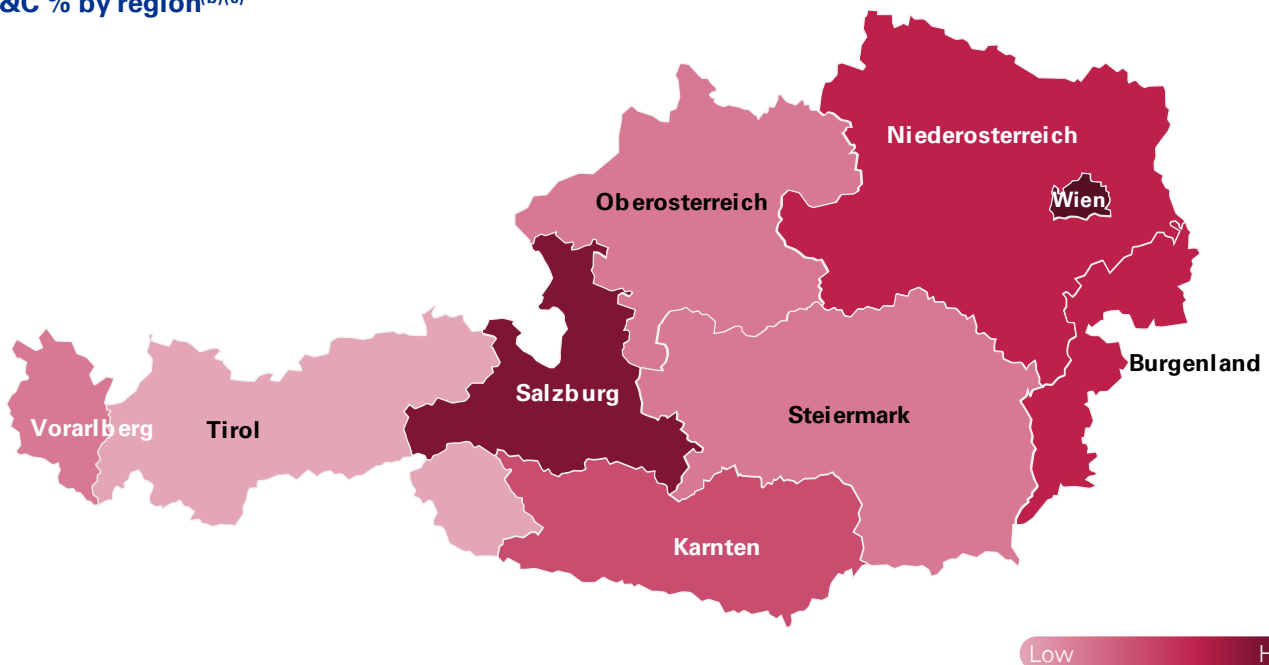 &C % by region(b)(c)
Niederosterreich
Oberosterreich
Wien
Burgenland
Salzburg
Steiermark
Vorarlberg
Tirol
Karnten
Low